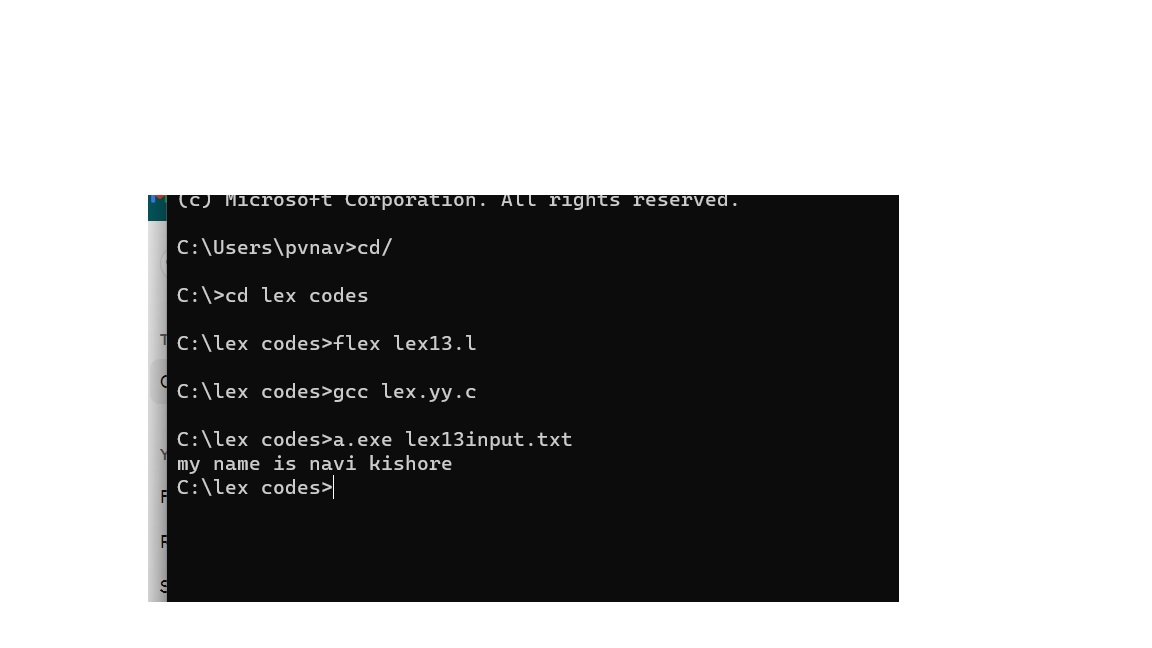 (c) Microsoft Corporation. All rights reserved.
C:\Users\pvnav>cd/
C:\>cd lex codes
C:\lex codes>flex lex13.l
C:\lex codes>gcc lex.yy.c
C:\lex codes>a.exe lex13input.txt
my name is navi kishore
C:\lex codes>